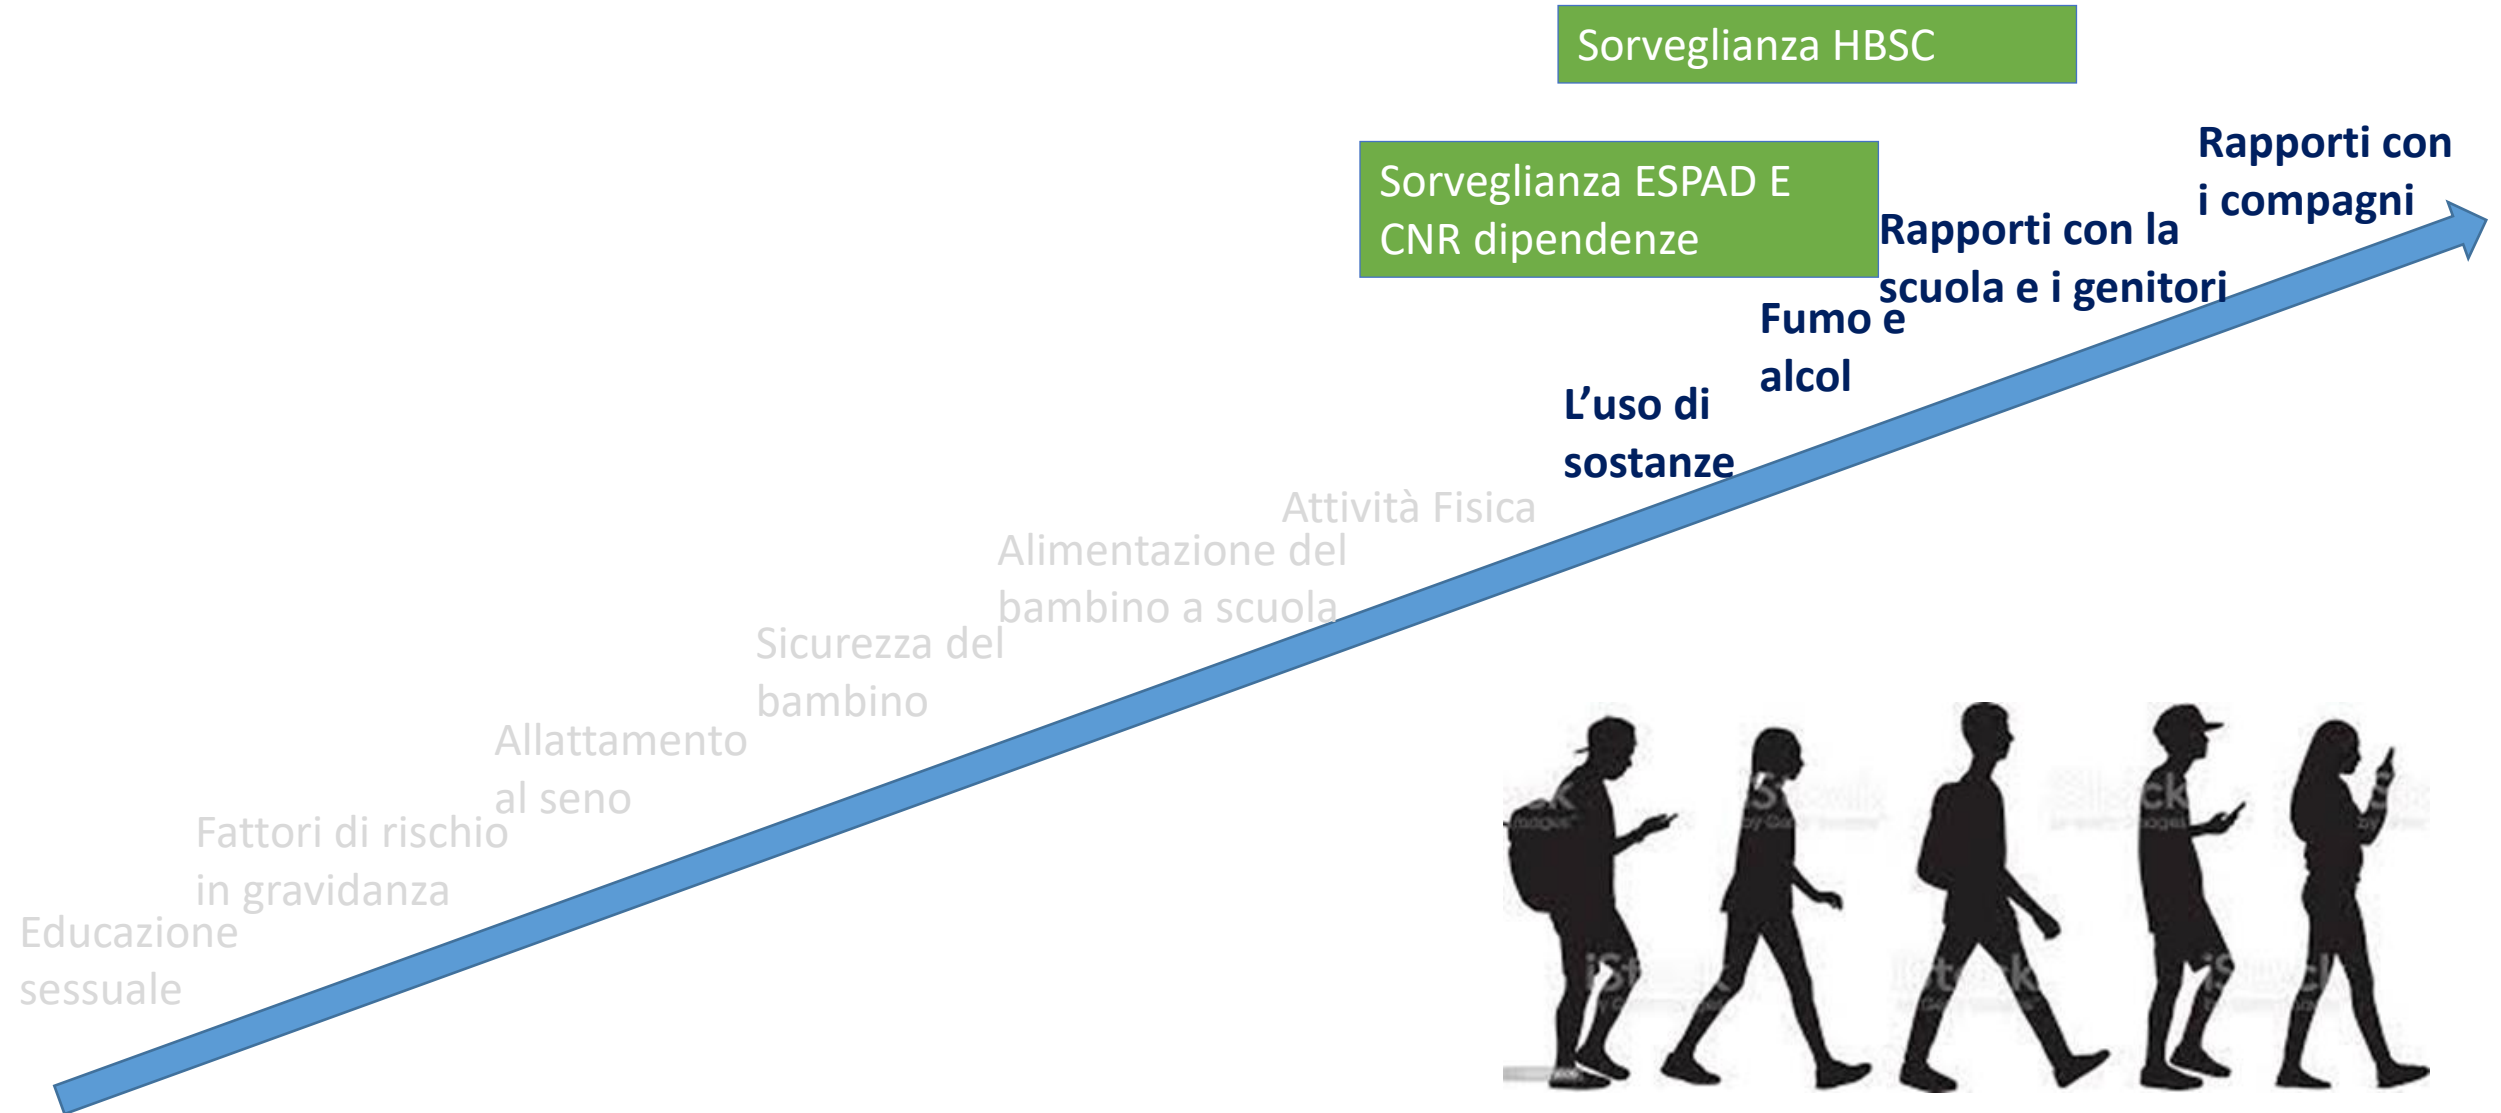 Sorveglianza HBSC
Sorveglianza ESPAD E
CNR dipendenze
Rapporti con
i compagni
Rapporti con la
scuola e i genitori
Fumo e
alcol
L’uso di
sostanze
Attività Fisica
Alimentazione del
bambino a scuola
Sicurezza del
bambino
Allattamento
al seno
Fattori di rischio
in gravidanza
Educazione
sessuale
iStock
iStock